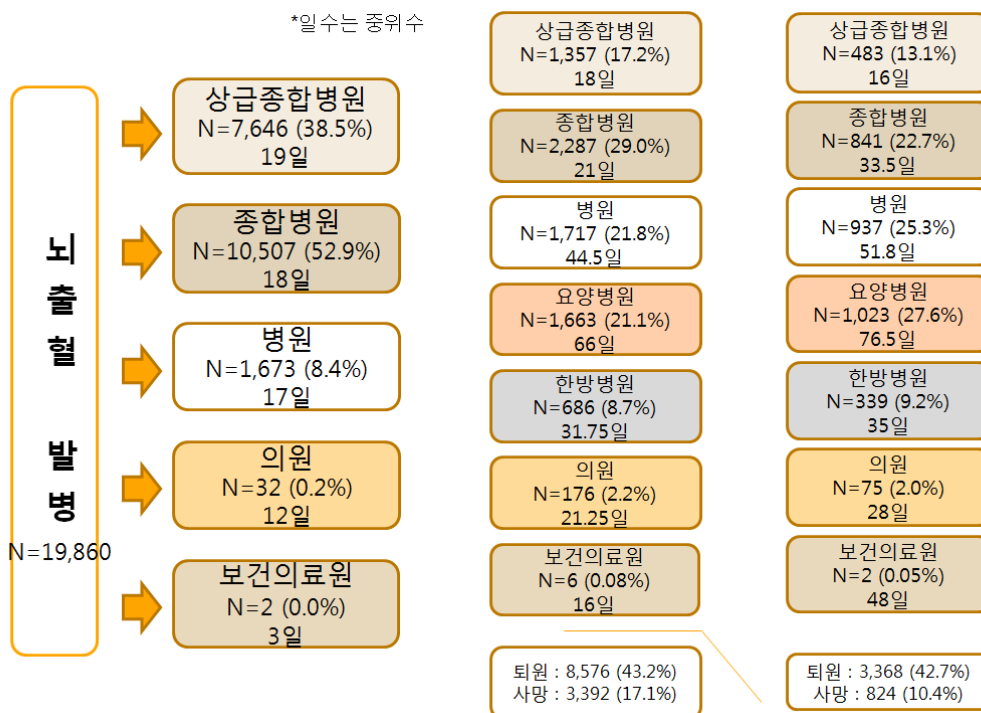 *일수는 중위수
뇌출혈 발병
N=19,860
상급종합병원
N=7,646 (38.5%)
19일
종합병원
N=10,507 (52.9%)
18일
병원
N=1,673 (8.4%)
17일
의원
N=32 (0.2%)
12일
보건의료원
N=2 (0.0%)
3일
상급종합병원
N=1,357 (17.2%)
18일
종합병원
N=2,287 (29.0%)
21일
병원
N=1,717 (21.8%)
44.5일
요양병원
N=1,663 (21.1%)
66일
한방병원
N=686 (8.7%)
31.75일
의원
N=176 (2.2%)
21.25일
보건의료원
N=6 (0.08%)
16일
퇴원 : 8,576 (43.2%)
사망 : 3,392 (17.1%)
상급종합병원
N=483 (13.1%)
16일
종합병원
N=841 (22.7%)
33.5일
병원
N=937 (25.3%)
51.8일
요양병원
N=1,023 (27.6%)
76.5일
한방병원
N=339 (9.2%)
35일
의원
N=75 (2.0%)
28일
보건의료원
N=2 (0.05%)
48일
퇴원 : 3,368 (42.7%)
사망 : 824 (10.4%)